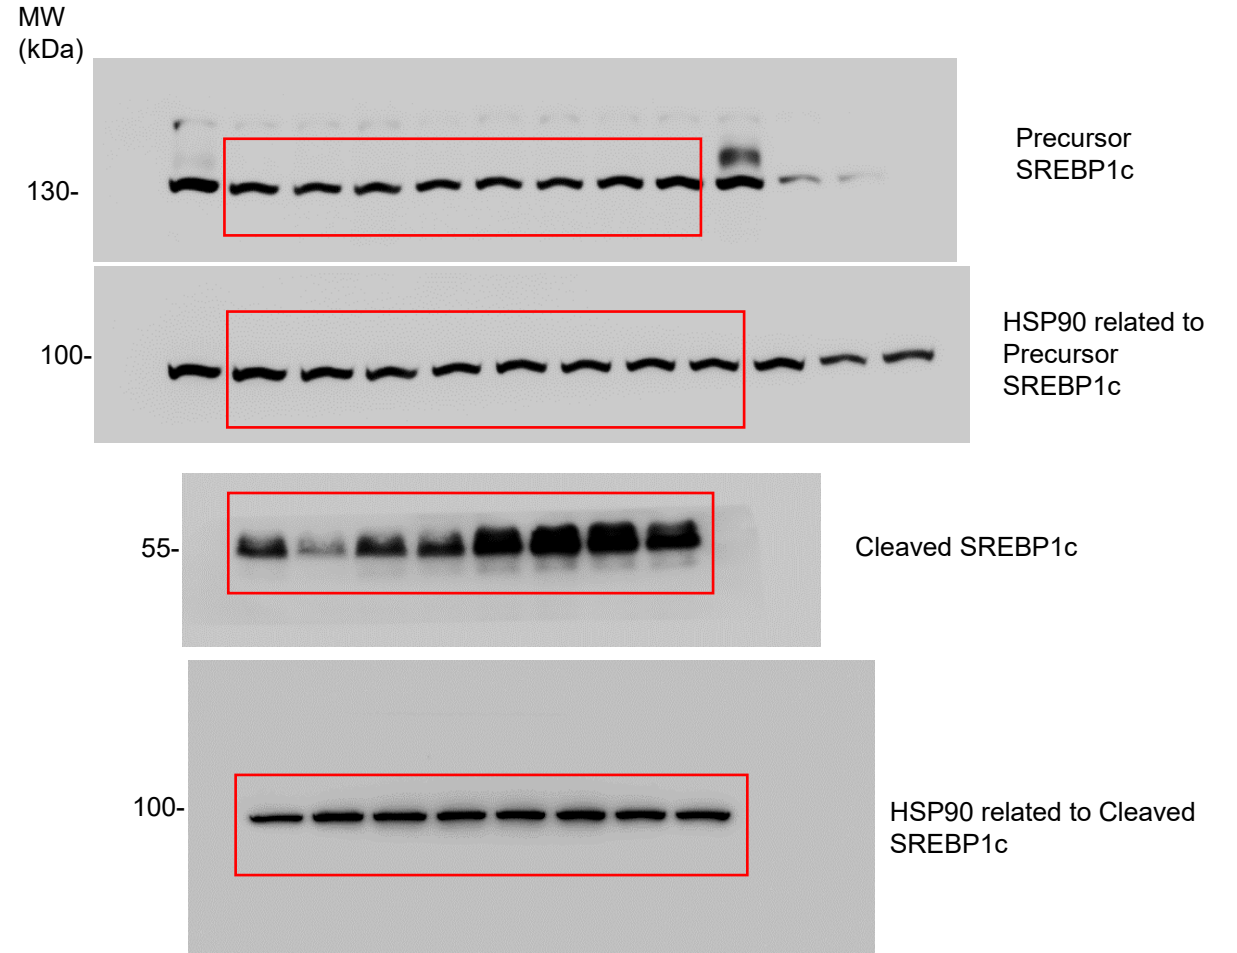 MW
(kDa)
Precursor
SREBP1c
130-
HSP90 related to
Precursor
SREBP1c
100-
55-
Cleaved SREBP1c
100-
HSP90 related to Cleaved
SREBP1c